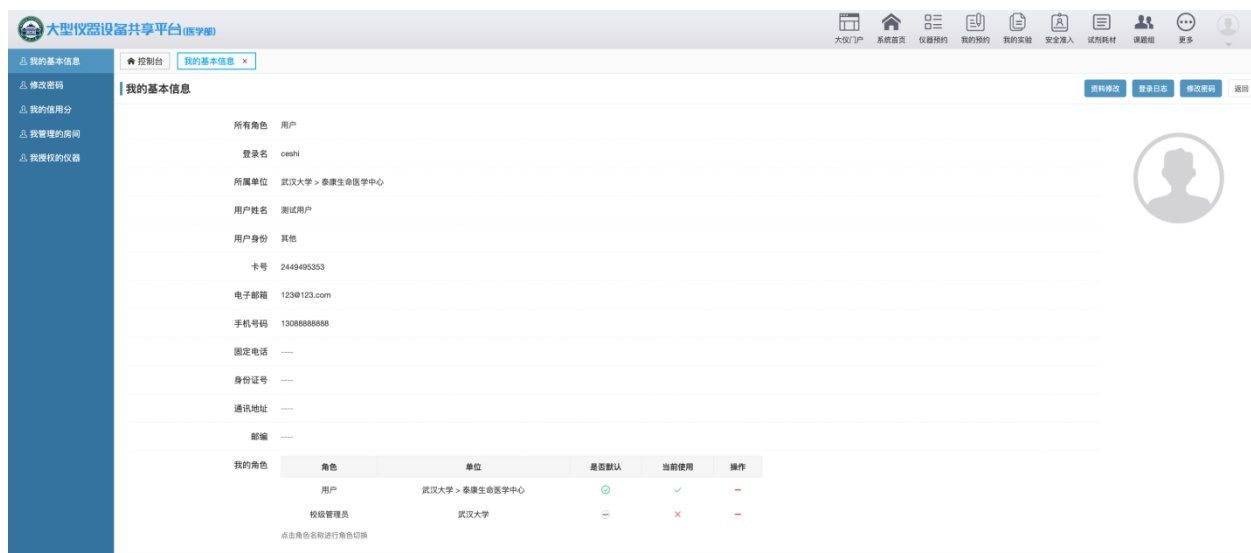 大型仪器设备共享平台(医学部)
大仪门户 系统首页 仪器预约 我的预约 我的实验 安全准入 试剂耗材 课题组 更多
我的基本信息
修改密码
我的信用分
我管理的房间
我授权的仪器
控制台 我的基本信息 ×
我的基本信息
资料修改 登录日志 修改密码 返回
所有角色 用户
登录名 ceshi
所属单位 武汉大学 > 泰康生命医学中心
用户姓名 测试用户
用户身份 其他
卡号 2449495353
电子邮箱 123@123.com
手机号码 13088888888
固定电话 ----
身份证号 ----
通讯地址 ----
邮编 ----
我的角色
角色 单位 是否默认 当前使用 操作
用户 武汉大学 > 泰康生命医学中心
校级管理员 武汉大学
点击角色名称进行角色切换